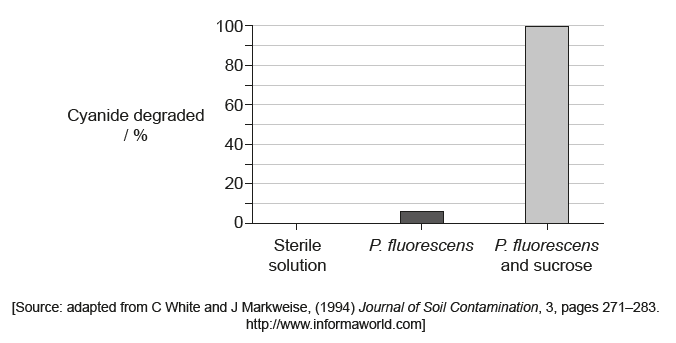 100
80
60
40
20
0
Cyanide degraded
/ %
Sterile
solution
P. fluorescens
P. fluorescens
and sucrose
[Source: adapted from C White and J Markweise, (1994) Journal of Soil Contamination, 3, pages 271–283.
http://www.informaworld.com]